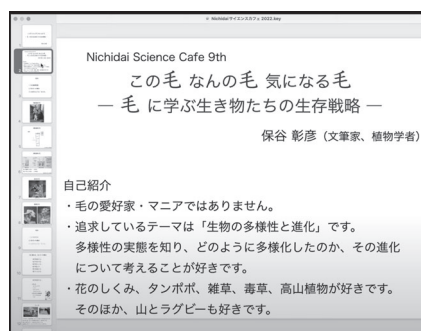 Nichidaiサイエンスカフェ 2022.key
Nichidai Science Cafe 9th
この毛 なんの毛 気になる毛
― 毛 に学ぶ生き物たちの生存戦略 ―
保谷 彰彦（文筆家、植物学者）
自己紹介
・毛の愛好家・マニアではありません。
・追求しているテーマは「生物の多様性と進化」です。
多様性の実態を知り、どのように多様化したのか、その進化
について考えることが好きです。
・花のしくみ、タンポポ、雑草、毒草、高山植物が好きです。
そのほか、山とラグビーも好きです。